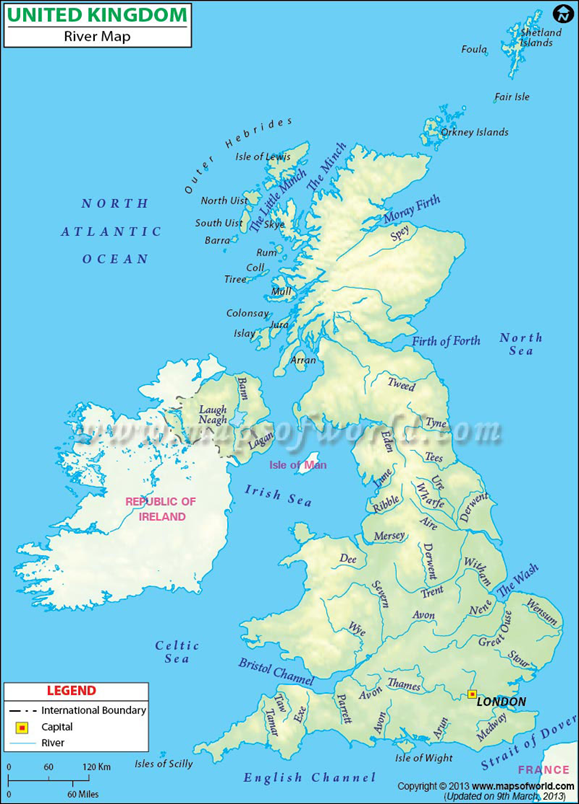 UNITED KINGDOM
River Map
N
Shetland
Islands
Foula
Fair Isle
Orkney Islands
Outer Hebrides
Isle of Lewis
The Minch
The Little Minch
NORTH
ATLANTIC
OCEAN
North Uist
South Uist
Skye
Barra
Moray Firth
Spey
Rum
Coll
Tiree
Mull
Colonsay
Jura
Islay
Firth of Forth
North
Sea
Arran
Tweed
Bann
Laugh
Neagh
Lagan
www.mapsofworld.com
Tyne
Eden
Isle of Man
Tees
Lune
Ure
Irish Sea
Wharfe
Derwent
REPUBLIC OF
IRELAND
Ribble
Aire
Mersey
Dee
Derwent
Witham
The Wash
Severn
Trent
Nene
Wensum
Avon
Great Ouse
Wye
Stour
Celtic
Sea
Bristol Channel
Thames
Avon
LONDON
Taw
Tamar
Exe
Parrett
Avon
Arun
Medway
Strait of Dover
Isle of Wight
Isles of Scilly
English Channel
FRANCE
LEGEND
International Boundary
Capital
River
0 60 120 Km
0 60 Miles
Copyright © 2013 www.mapsofworld.com
(Updated on 9th March, 2013)